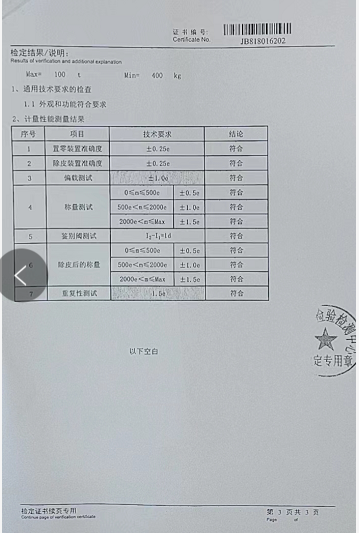 证 书 编 号:
Certificate No. JB818016202
检定结果/说明:
Results of verification and additional explanation
Max= 100 t Min= 400 kg
1、通用技术要求的检查
1.1 外观和功能符合要求
2、计量性能测量结果
序号 项目 技术要求 结论
1 置零装置准确度 ±0.25e 符合
2 除皮装置准确度 ±0.25e 符合
3 偏载测试 ±1.0e 符合
4 称量测试 0≤m≤500e ±0.5e 符合
500e<m≤2000e ±1.0e 符合
2000e<m≤Max ±1.5e 符合
5 鉴别阈测试 I₂-I₁=1d 符合
6 除皮后的称量 0≤m≤500e ±0.5e 符合
500e<m≤2000e ±1.0e 符合
2000e<m≤Max ±1.5e 符合
7 重复性测试 1.5e 符合
以下空白
检验检测中心
定专用章
检定证书续页专用
Continue page of verification certificate
第 3 页 共 3 页
Page of